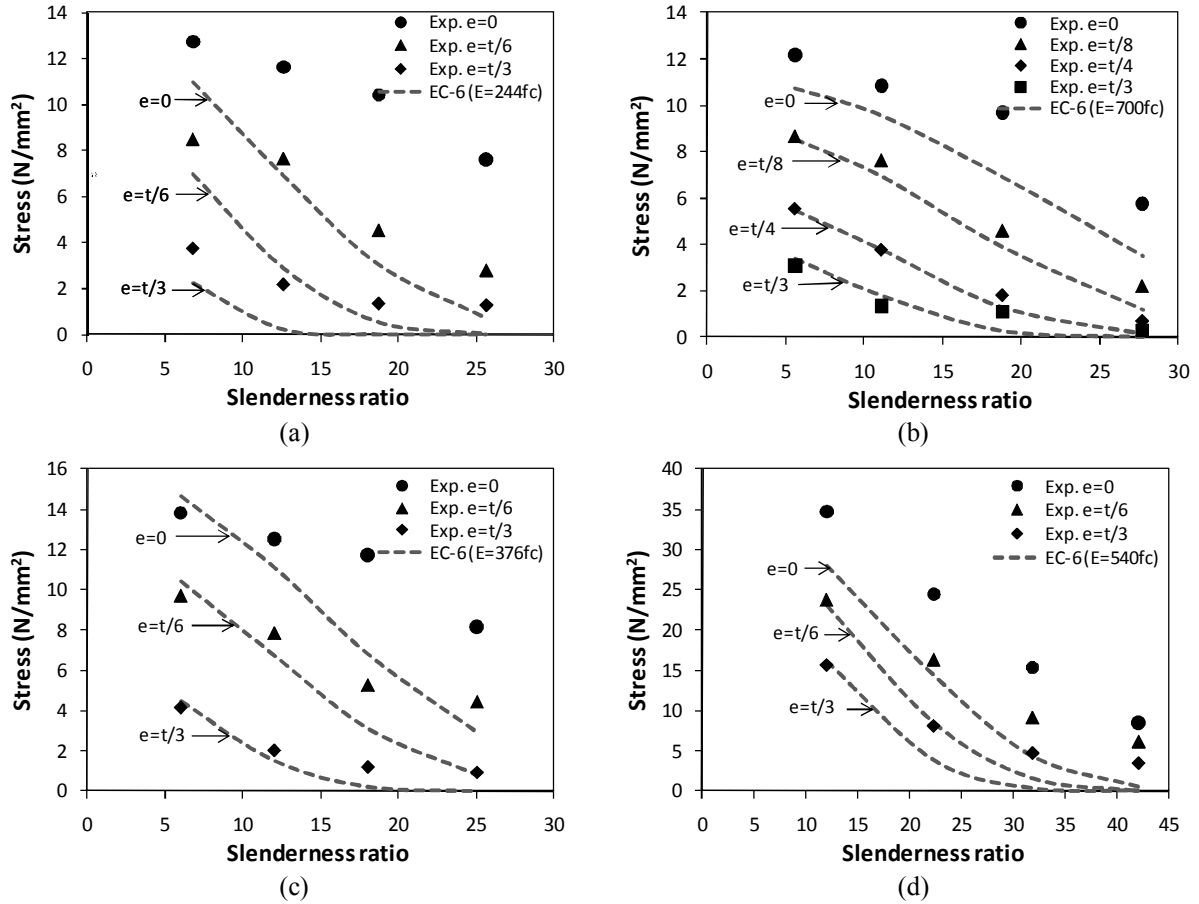 14
12
10
8
6
4
2
0
Stress (N/mm²)
Exp. e=0
Exp. e=t/6
Exp. e=t/3
EC-6 (E=244fc)
e=0
e=t/6
e=t/3
0 5 10 15 20 25 30
Slenderness ratio
(a)
14
12
10
8
6
4
2
0
Stress (N/mm²)
Exp. e=0
Exp. e=t/8
Exp. e=t/4
Exp. e=t/3
EC-6 (E=700fc)
e=0
e=t/8
e=t/4
e=t/3
0 5 10 15 20 25 30
Slenderness ratio
(b)
16
14
12
10
8
6
4
2
0
Stress (N/mm²)
Exp. e=0
Exp. e=t/6
Exp. e=t/3
EC-6 (E=376fc)
e=0
e=t/6
e=t/3
0 5 10 15 20 25 30
Slenderness ratio
(c)
40
35
30
25
20
15
10
5
0
Stress (N/mm²)
Exp. e=0
Exp. e=t/6
Exp. e=t/3
EC-6 (E=540fc)
e=0
e=t/6
e=t/3
0 5 10 15 20 25 30 35 40 45
Slenderness ratio
(d)